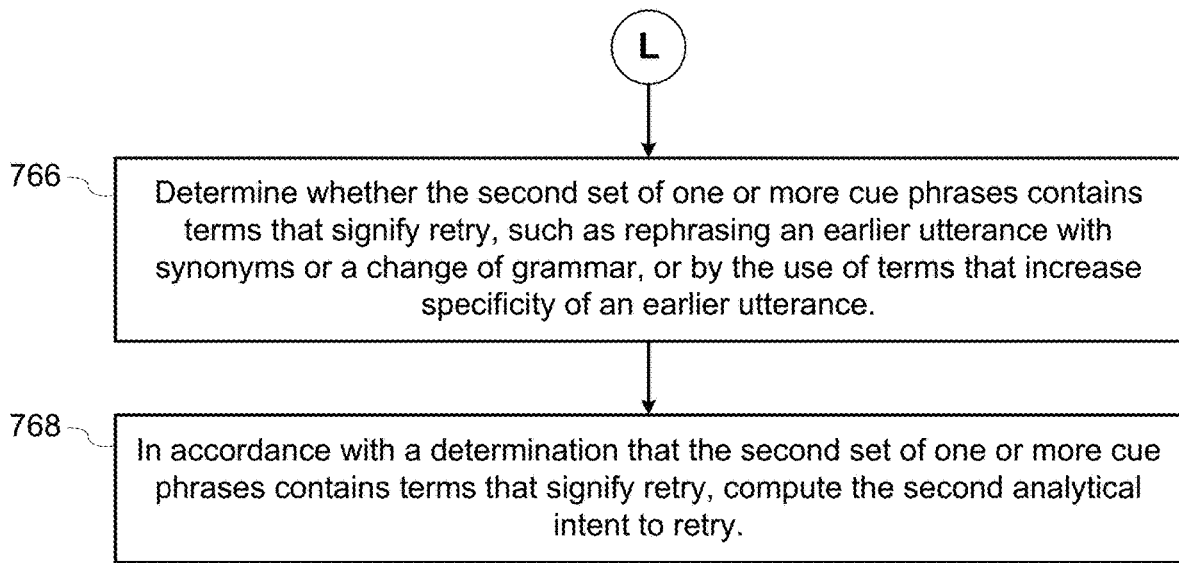 L
766
Determine whether the second set of one or more cue phrases contains
terms that signify retry, such as rephrasing an earlier utterance with
synonyms or a change of grammar, or by the use of terms that increase
specificity of an earlier utterance.
768
In accordance with a determination that the second set of one or more cue
phrases contains terms that signify retry, compute the second analytical
intent to retry.